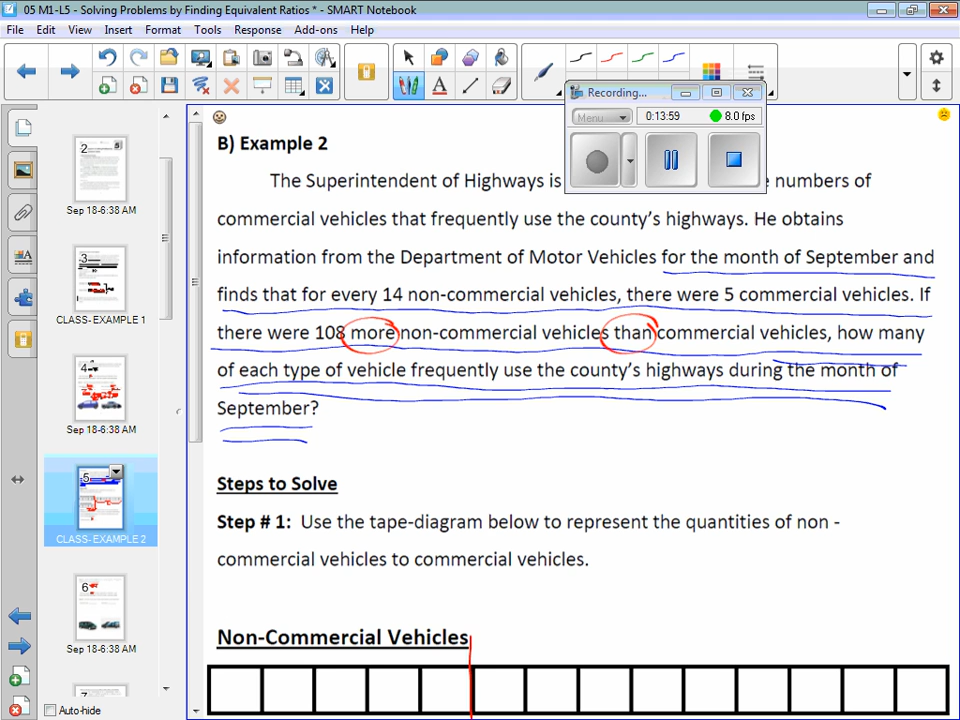 05 M1-L5 - Solving Problems by Finding Equivalent Ratios * - SMART Notebook
File Edit View Insert Format Tools Response Add-ons Help
Recording...
Menu 0:13:59 8.0 fps
B) Example 2
The Superintendent of Highways is numbers of
commercial vehicles that frequently use the county's highways. He obtains
information from the Department of Motor Vehicles for the month of September and
finds that for every 14 non-commercial vehicles, there were 5 commercial vehicles. If
there were 108 more non-commercial vehicles than commercial vehicles, how many
of each type of vehicle frequently use the county's highways during the month of
September?
Steps to Solve
Step # 1: Use the tape-diagram below to represent the quantities of non -
commercial vehicles to commercial vehicles.
Non-Commercial Vehicles
2
5
Sep 18-6:38 AM
3
CLASS- EXAMPLE 1
4
Sep 18-6:38 AM
5
CLASS- EXAMPLE 2
6
Sep 18-6:38 AM
7
Auto-hide